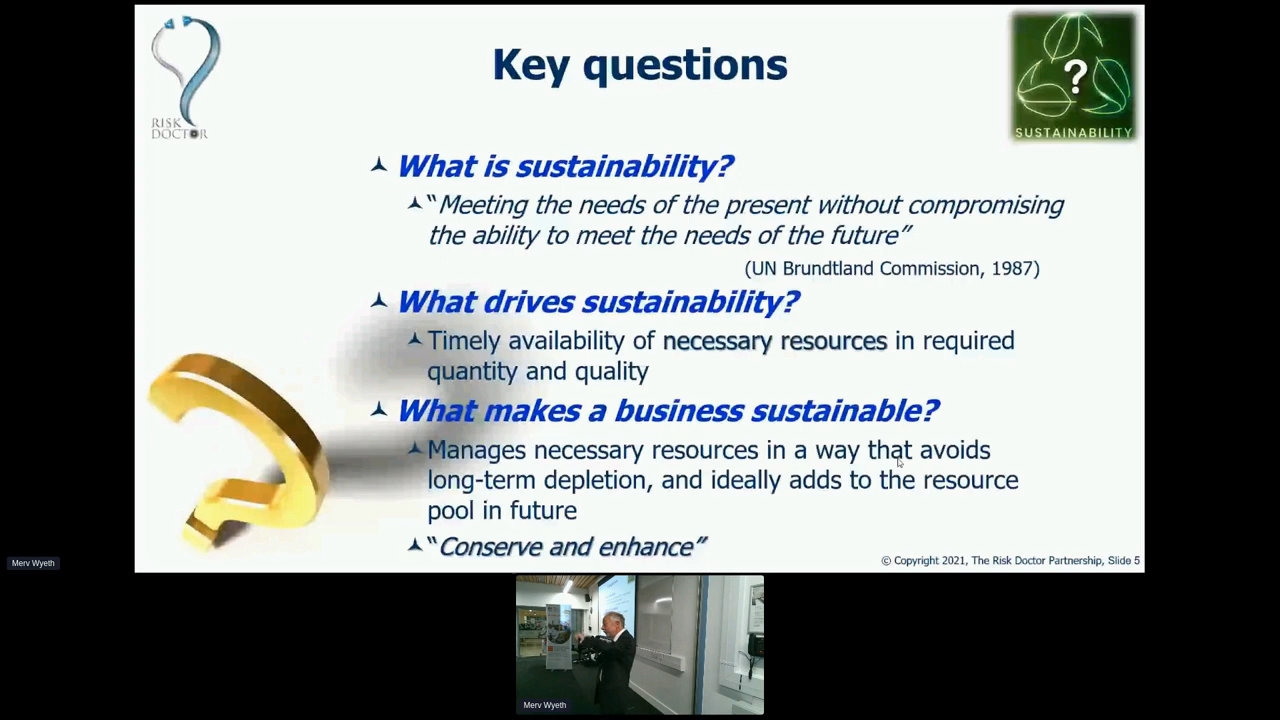 Key questions
RISK
DOCTOR
?
SUSTAINABILITY
What is sustainability?
"Meeting the needs of the present without compromising
the ability to meet the needs of the future"
(UN Brundtland Commission, 1987)
What drives sustainability?
Timely availability of necessary resources in required
quantity and quality
What makes a business sustainable?
Manages necessary resources in a way that avoids
long-term depletion, and ideally adds to the resource
pool in future
"Conserve and enhance"
© Copyright 2021, The Risk Doctor Partnership, Slide 5
Merv Wyeth
Merv Wyeth